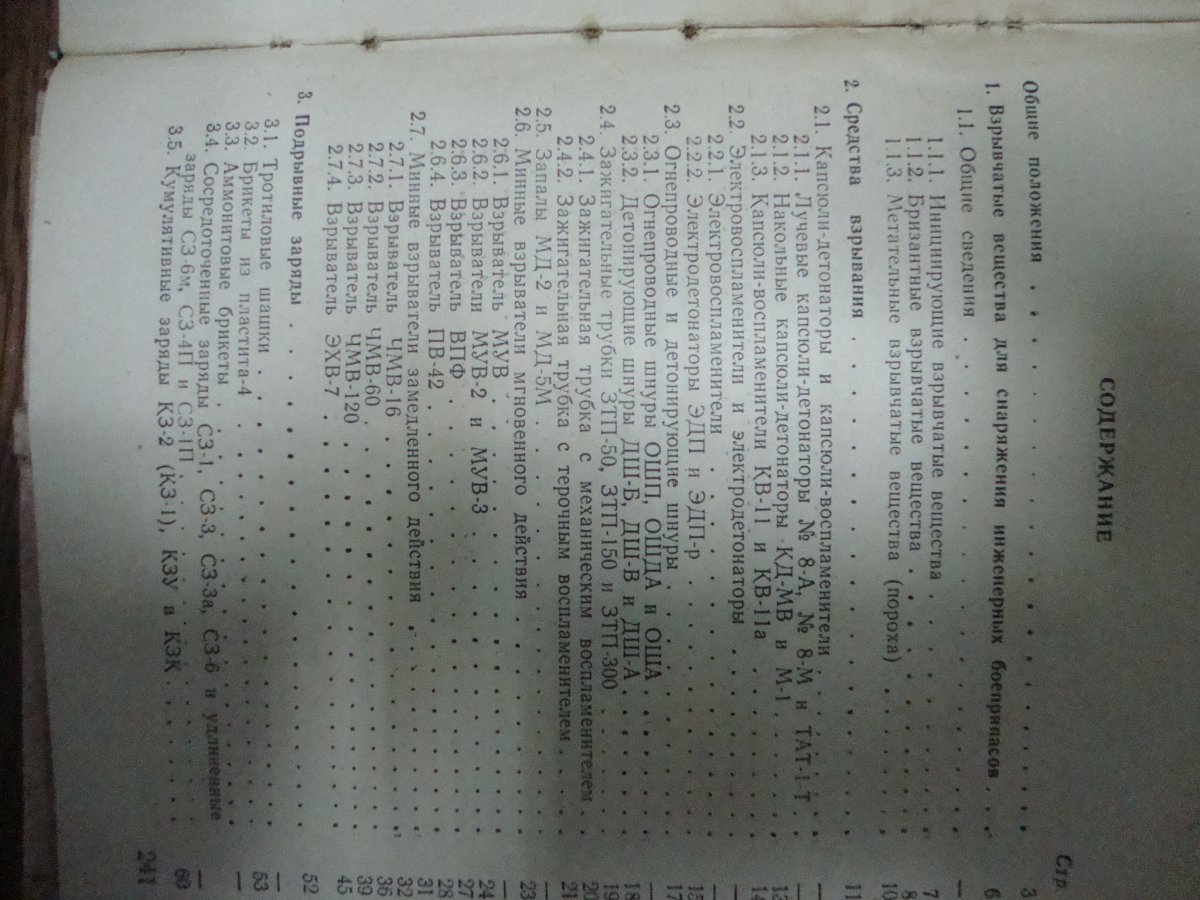 СОДЕРЖАНИЕ
Стр.
Общие положения . . . . . . . . . . 3
1. Взрывчатые вещества для снаряжения инженерных боеприпасов . . . 6
1.1. Общие сведения . . . . . . . . . . —
1.1.1. Инициирующие взрывчатые вещества . . . . . . 7
1.1.2. Бризантные взрывчатые вещества . . . . . . 8
1.1.3. Метательные взрывчатые вещества (пороха) . . . . . 10
2. Средства взрывания . . . . . . . . . . 11
2.1. Капсюли-детонаторы и капсюли-воспламенители . . . . . —
2.1.1. Лучевые капсюли-детонаторы № 8-А, № 8-М и ТАТ-1-Т . —
2.1.2. Накольные капсюли-детонаторы КД-МВ и М-1 . . . . 13
2.1.3. Капсюли-воспламенители КВ-11 и КВ-11а . . . . . 14
2.2. Электровоспламенители и электродетонаторы . . . . . —
2.2.1. Электровоспламенители . . . . . . . —
2.2.2. Электродетонаторы ЭДП и ЭДП-р . . . . . . 15
2.3. Огнепроводные и детонирующие шнуры . . . . . . 17
2.3.1. Огнепроводные шнуры ОШП, ОШДА и ОША . . . . —
2.3.2. Детонирующие шнуры ДШ-Б, ДШ-В и ДШ-А . . . . 18
2.4. Зажигательные трубки ЗТП-50, ЗТП-150 и ЗТП-300 . . . . 19
2.4.1. Зажигательная трубка с механическим воспламенителем . 20
2.4.2. Зажигательная трубка с терочным воспламенителем . . . 21
2.5. Запалы МД-2 и МД-5М . . . . . . . . —
2.6. Минные взрыватели мгновенного действия . . . . . . 23
2.6.1. Взрыватель МУВ . . . . . . . . —
2.6.2. Взрыватели МУВ-2 и МУВ-3 . . . . . . . 24
2.6.3. Взрыватель ВПФ . . . . . . . . 27
2.6.4. Взрыватель ПВ-42 . . . . . . . . 28
2.7. Минные взрыватели замедленного действия . . . . . . 31
2.7.1. Взрыватель ЧМВ-16 . . . . . . . . 32
2.7.2. Взрыватель ЧМВ-60 . . . . . . . . 36
2.7.3. Взрыватель ЧМВ-120 . . . . . . . . 39
2.7.4. Взрыватель ЭХВ-7 . . . . . . . . 45
3. Подрывные заряды . . . . . . . . . . 52
3.1. Тротиловые шашки . . . . . . . . . —
3.2. Брикеты из пластита-4 . . . . . . . . 53
3.3. Аммонитовые брикеты . . . . . . . . —
3.4. Сосредоточенные заряды СЗ-1, СЗ-3, СЗ-3а, СЗ-6 и удлиненные
заряды СЗ-6м, СЗ-4П и СЗ-1П . . . . . . . —
3.5. Кумулятивные заряды КЗ-2 (КЗ-1), КЗУ и КЗК . . . . . 60
241